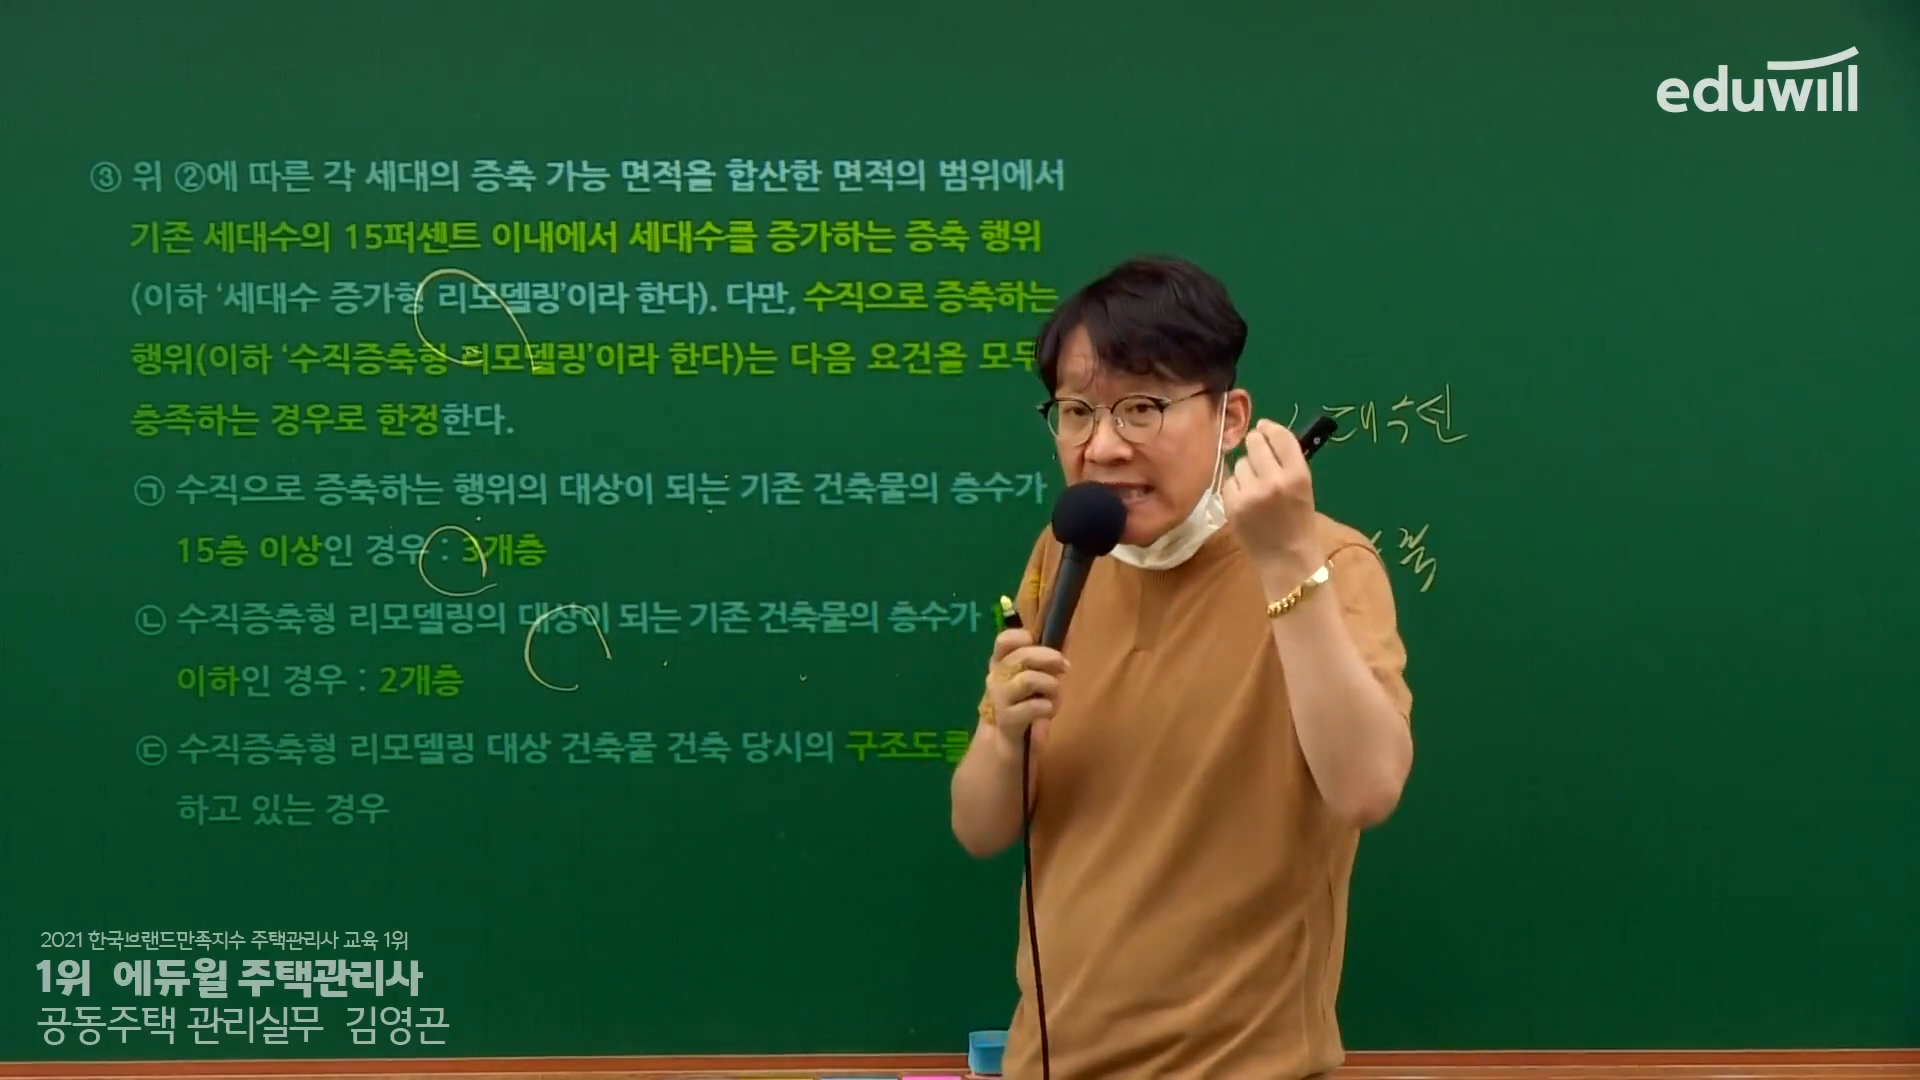 eduwill
③ 위 ②에 따른 각 세대의 증축 가능 면적을 합산한 면적의 범위에서
기존 세대수의 15퍼센트 이내에서 세대수를 증가하는 증축 행위
(이하 ‘세대수 증가형 리모델링’이라 한다). 다만, 수직으로 증축하는
행위(이하 ‘수직증축형 리모델링’이라 한다)는 다음 요건을 모두
충족하는 경우로 한정한다.
대수선
㉠ 수직으로 증축하는 행위의 대상이 되는 기존 건축물의 층수가
15층 이상인 경우 : 3개층
축
㉡ 수직증축형 리모델링의 대상이 되는 기존 건축물의 층수가
이하인 경우 : 2개층
㉢ 수직증축형 리모델링 대상 건축물 건축 당시의 구조도를
하고 있는 경우
2021 한국브랜드만족지수 주택관리사 교육 1위
1위 에듀윌 주택관리사
공동주택 관리실무 김영곤